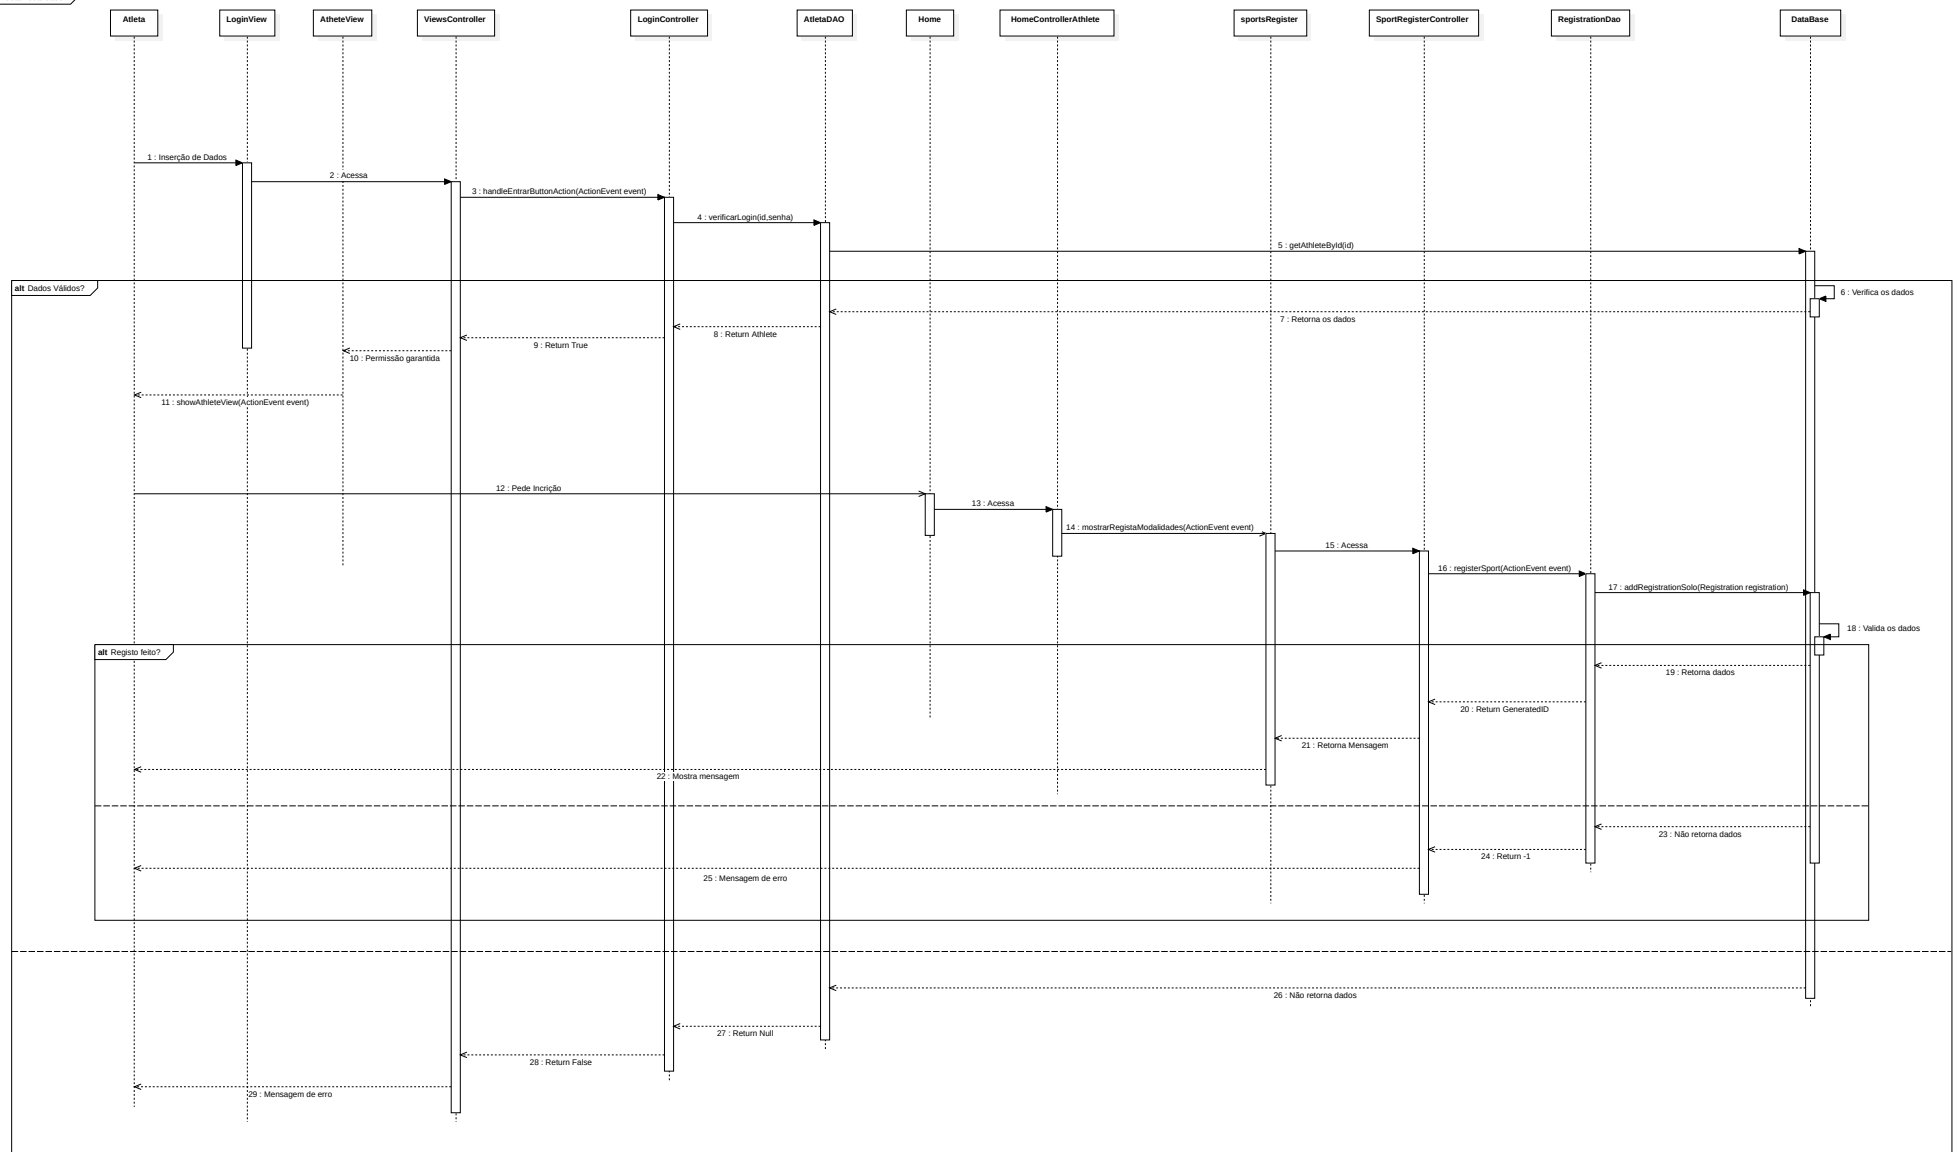 Atleta
LoginView
AtheteView
ViewsController
LoginController
AtletaDAO
Home
HomeControllerAthlete
sportsRegister
SportRegisterController
RegistrationDao
DataBase
1 : Inserção de Dados
2 : Acessa
3 : handleEntrarButtonAction(ActionEvent event)
4 : verificarLogin(id,senha)
5 : getAthleteById(id)
alt Dados Válidos?
6 : Verifica os dados
7 : Retorna os dados
8 : Return Athlete
9 : Return True
10 : Permissão garantida
11 : showAthleteView(ActionEvent event)
12 : Pede Incrição
13 : Acessa
14 : mostrarRegistaModalidades(ActionEvent event)
15 : Acessa
16 : registerSport(ActionEvent event)
17 : addRegistrationSolo(Registration registration)
18 : Valida os dados
alt Registo feito?
19 : Retorna dados
20 : Return GeneratedID
21 : Retorna Mensagem
22 : Mostra mensagem
23 : Não retorna dados
24 : Return -1
25 : Mensagem de erro
26 : Não retorna dados
27 : Return Null
28 : Return False
29 : Mensagem de erro